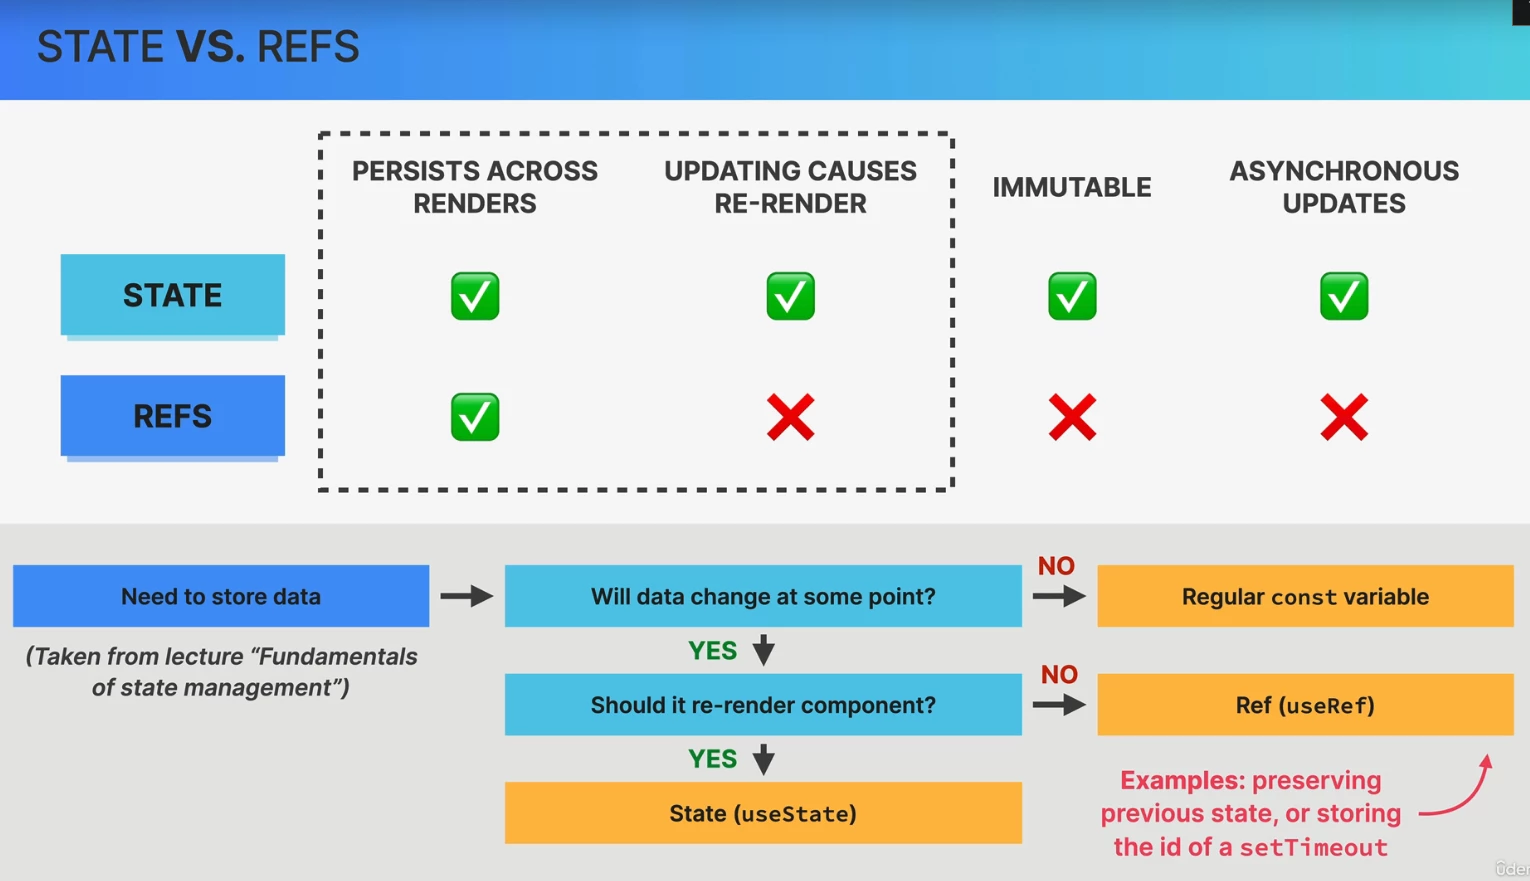 STATE VS. REFS
PERSISTS ACROSS
RENDERS
UPDATING CAUSES
RE-RENDER
IMMUTABLE
ASYNCHRONOUS
UPDATES
STATE
REFS
Need to store data
(Taken from lecture “Fundamentals
of state management”)
Will data change at some point?
NO
Regular const variable
YES
Should it re-render component?
NO
Ref (useRef)
YES
State (useState)
Examples: preserving
previous state, or storing
the id of a setTimeout